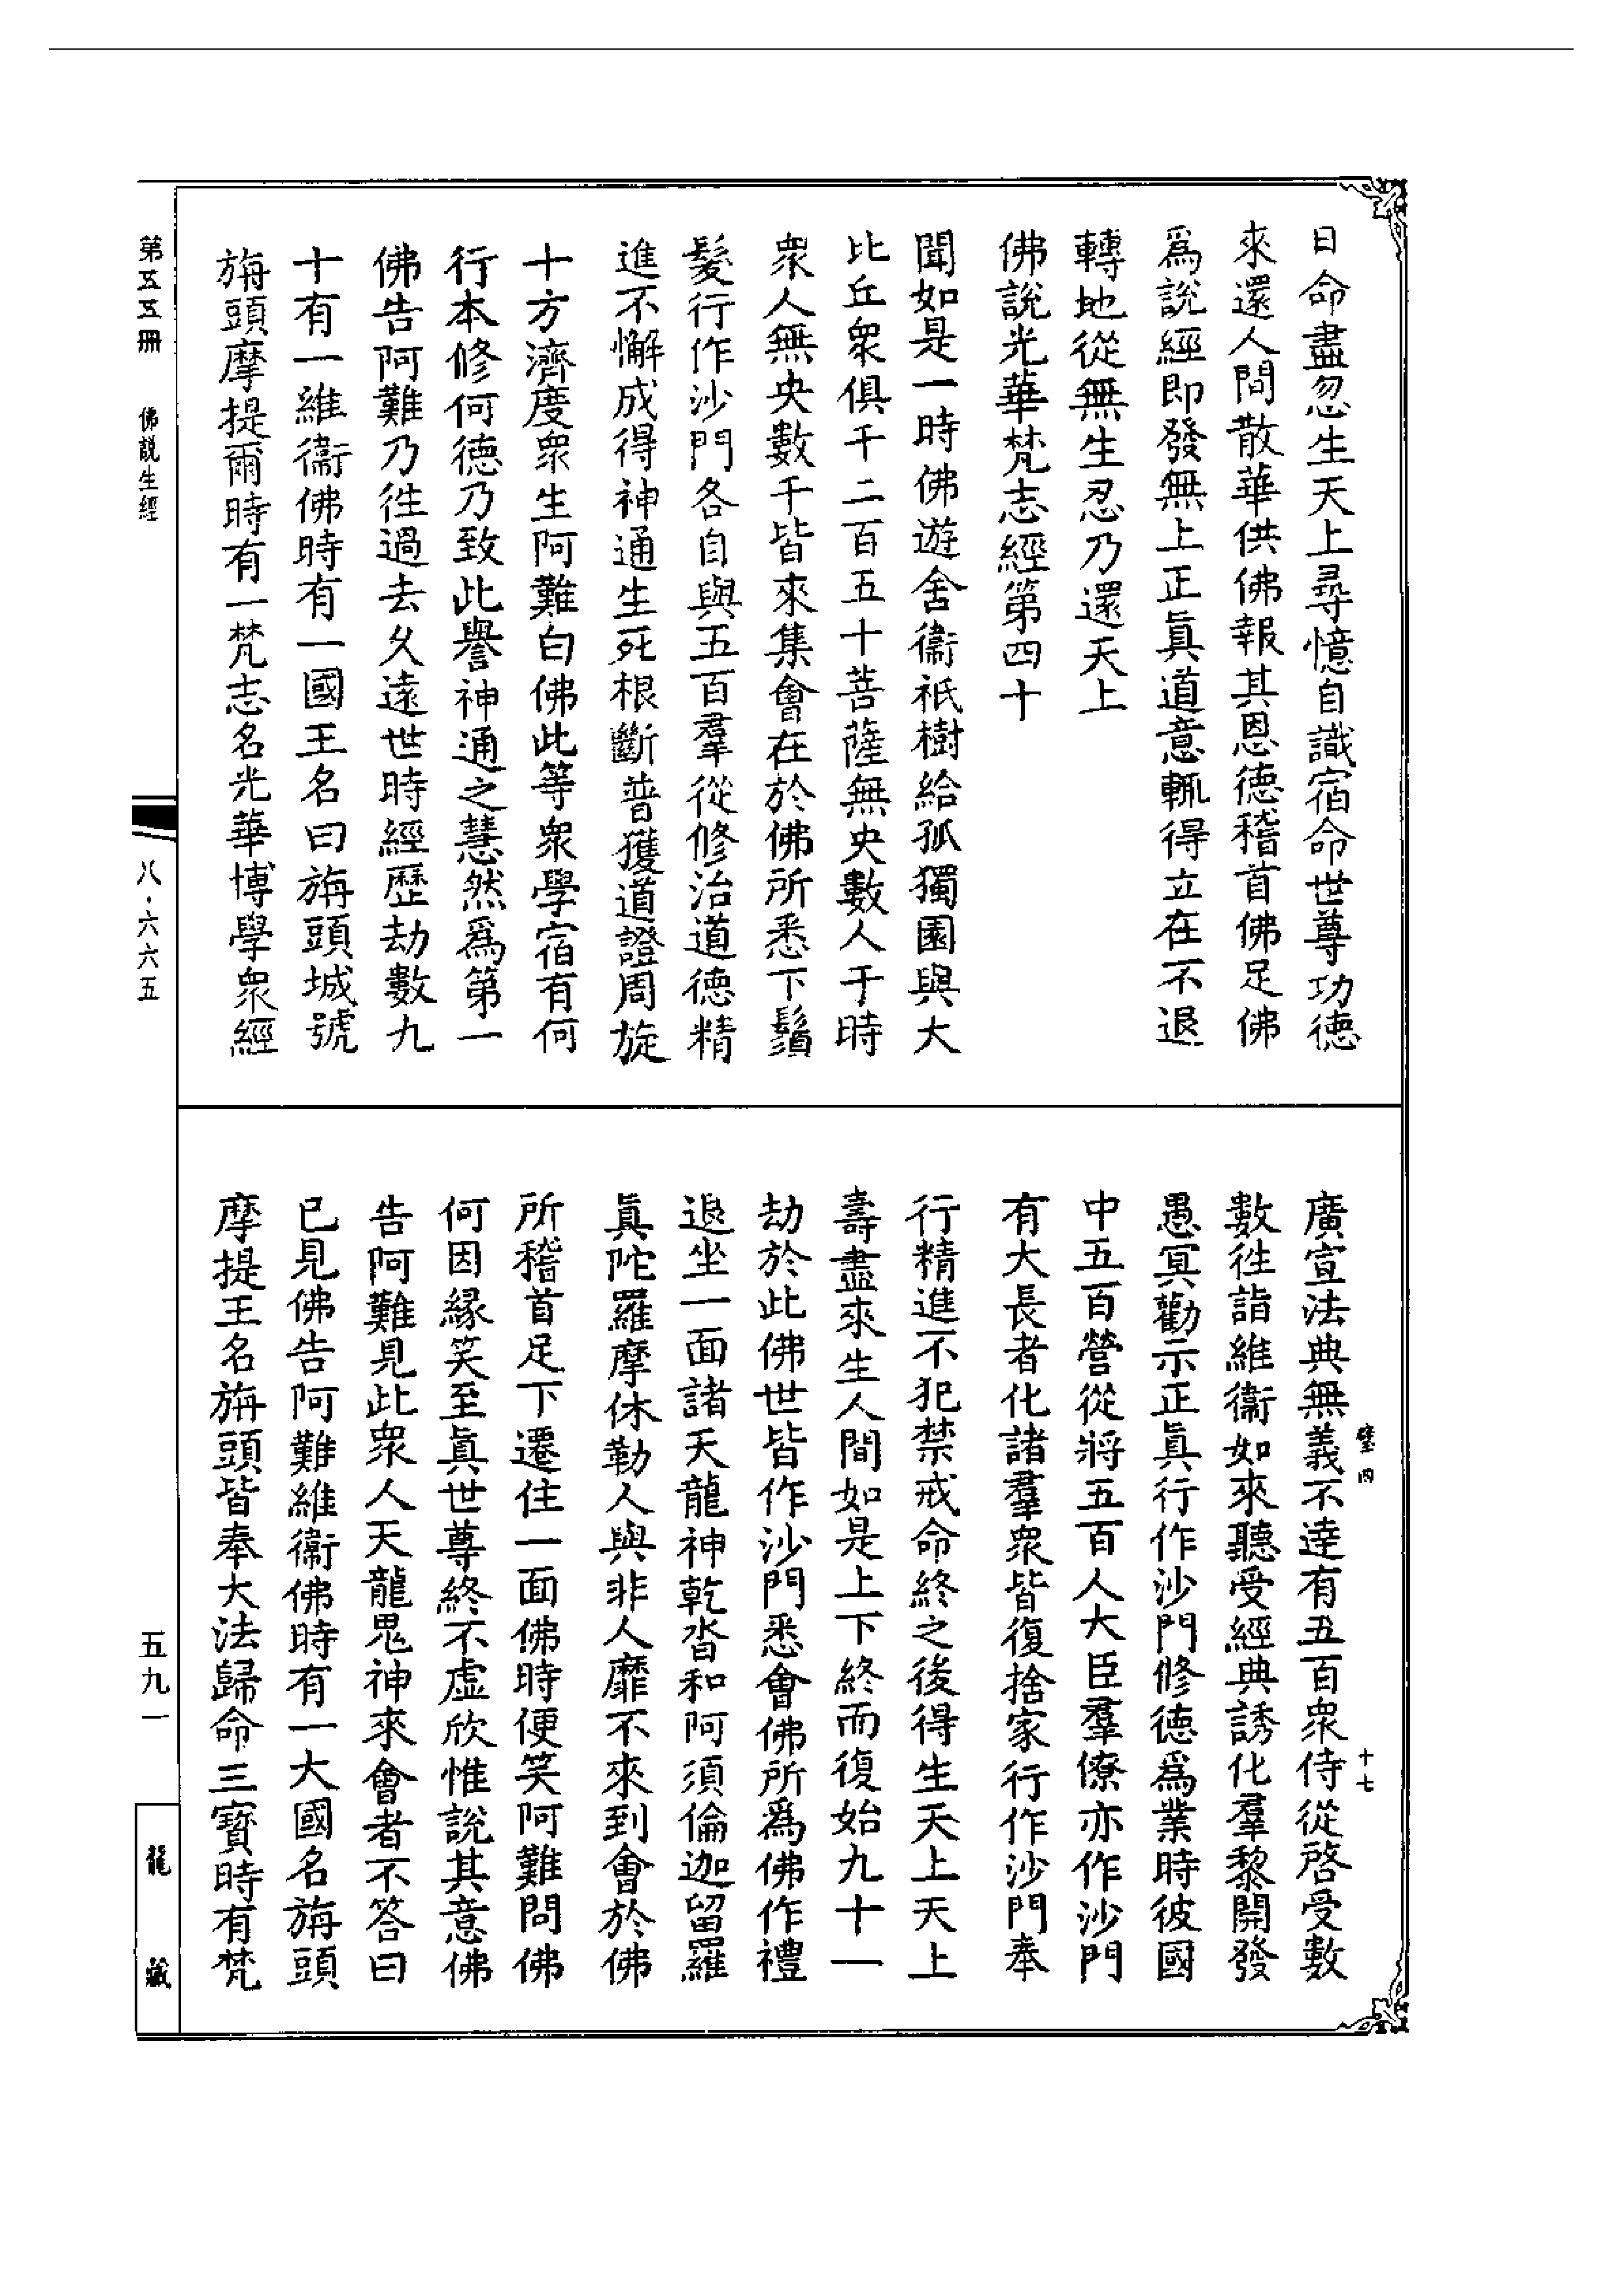 日命盡忽生天上尋憶自識宿命世尊功德
來還人間散華供佛報其恩德稽首佛足佛
爲說經即發無上正眞道意輒得立在不退
轉地從無生忍乃還天上
佛說光華梵志經第四十
聞如是一時佛遊舍衞祇樹給孤獨園與大
比丘衆俱千二百五十菩薩無央數人于時
衆人無央數千皆來集會在於佛所悉下鬚
髮行作沙門各自與五百羣從修治道德精
進不懈成得神通生死根斷普獲道證周旋
十方濟度衆生阿難白佛此等衆學宿有何
行本修何德乃致此譽神通之慧然爲第一
佛告阿難乃徃過去久遠世時經歷劫數九
十有一維衞佛時有一國王名曰旃頭城號
旃頭摩提爾時有一梵志名光華博學衆經
廣宣法典無義不達有五百衆侍從啓受數
數徃詣維衞如來聽受經典誘化羣黎開發
愚冥勸示正眞行作沙門修德爲業時彼國
中五百營從將五百人大臣羣僚亦作沙門
有大長者化諸羣衆皆復捨家行作沙門奉
行精進不犯禁戒命終之後得生天上天上
壽盡來生人間如是上下終而復始九十一
劫於此佛世皆作沙門悉會佛所爲佛作禮
退坐一面諸天龍神乾沓和阿須倫迦留羅
眞陀羅摩休勒人與非人靡不來到會於佛
所稽首足下遷住一面佛時便笑阿難問佛
何因緣笑至眞世尊終不虛欣惟說其意佛
告阿難見此衆人天龍鬼神來會者不答曰
已見佛告阿難維衞佛時有一大國名旃頭
摩提王名旃頭皆奉大法歸命三寶時有梵
璧四
十七
第五五冊
佛説生經
八·六六五
五九一
龍藏